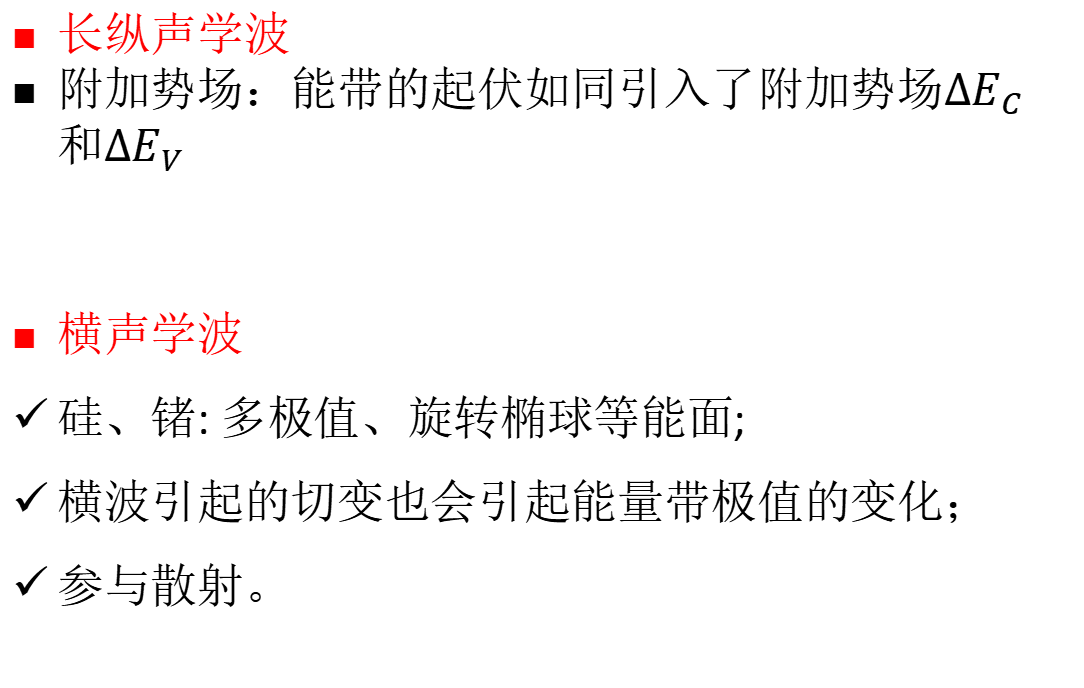 ■ 长纵声学波
■ 附加势场：能带的起伏如同引入了附加势场Δ𝐸_𝐶
和Δ𝐸_𝑉
■ 横声学波
✓ 硅、锗: 多极值、旋转椭球等能面;
✓ 横波引起的切变也会引起能量带极值的变化；
✓ 参与散射。